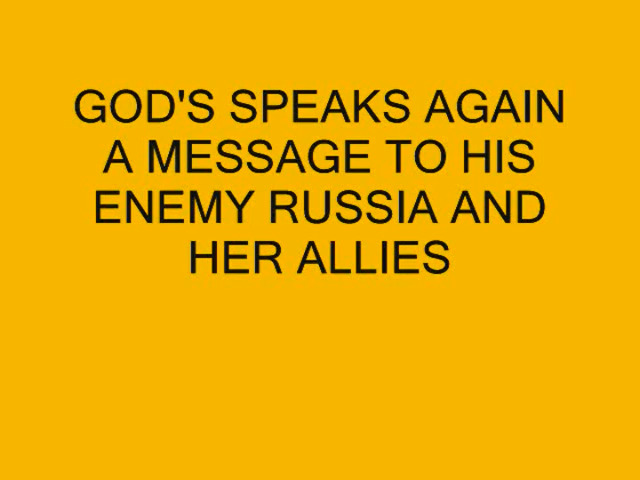 GOD'S SPEAKS AGAIN
A MESSAGE TO HIS
ENEMY RUSSIA AND
HER ALLIES